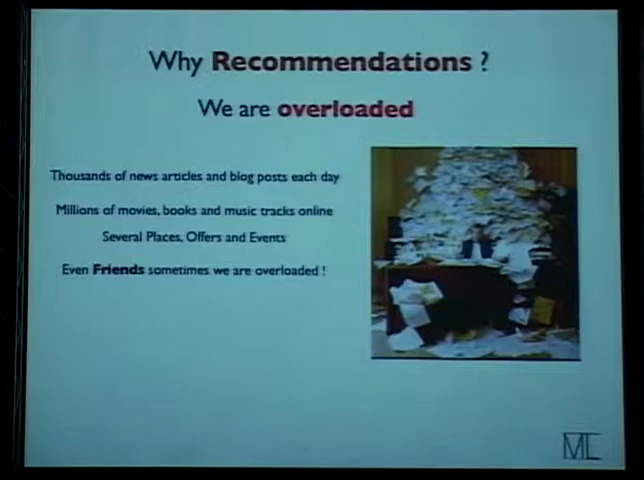 Why Recommendations ?
We are overloaded
Thousands of news articles and blog posts each day
Millions of movies, books and music tracks online
Several Places, Offers and Events
Even Friends sometimes we are overloaded !
ME